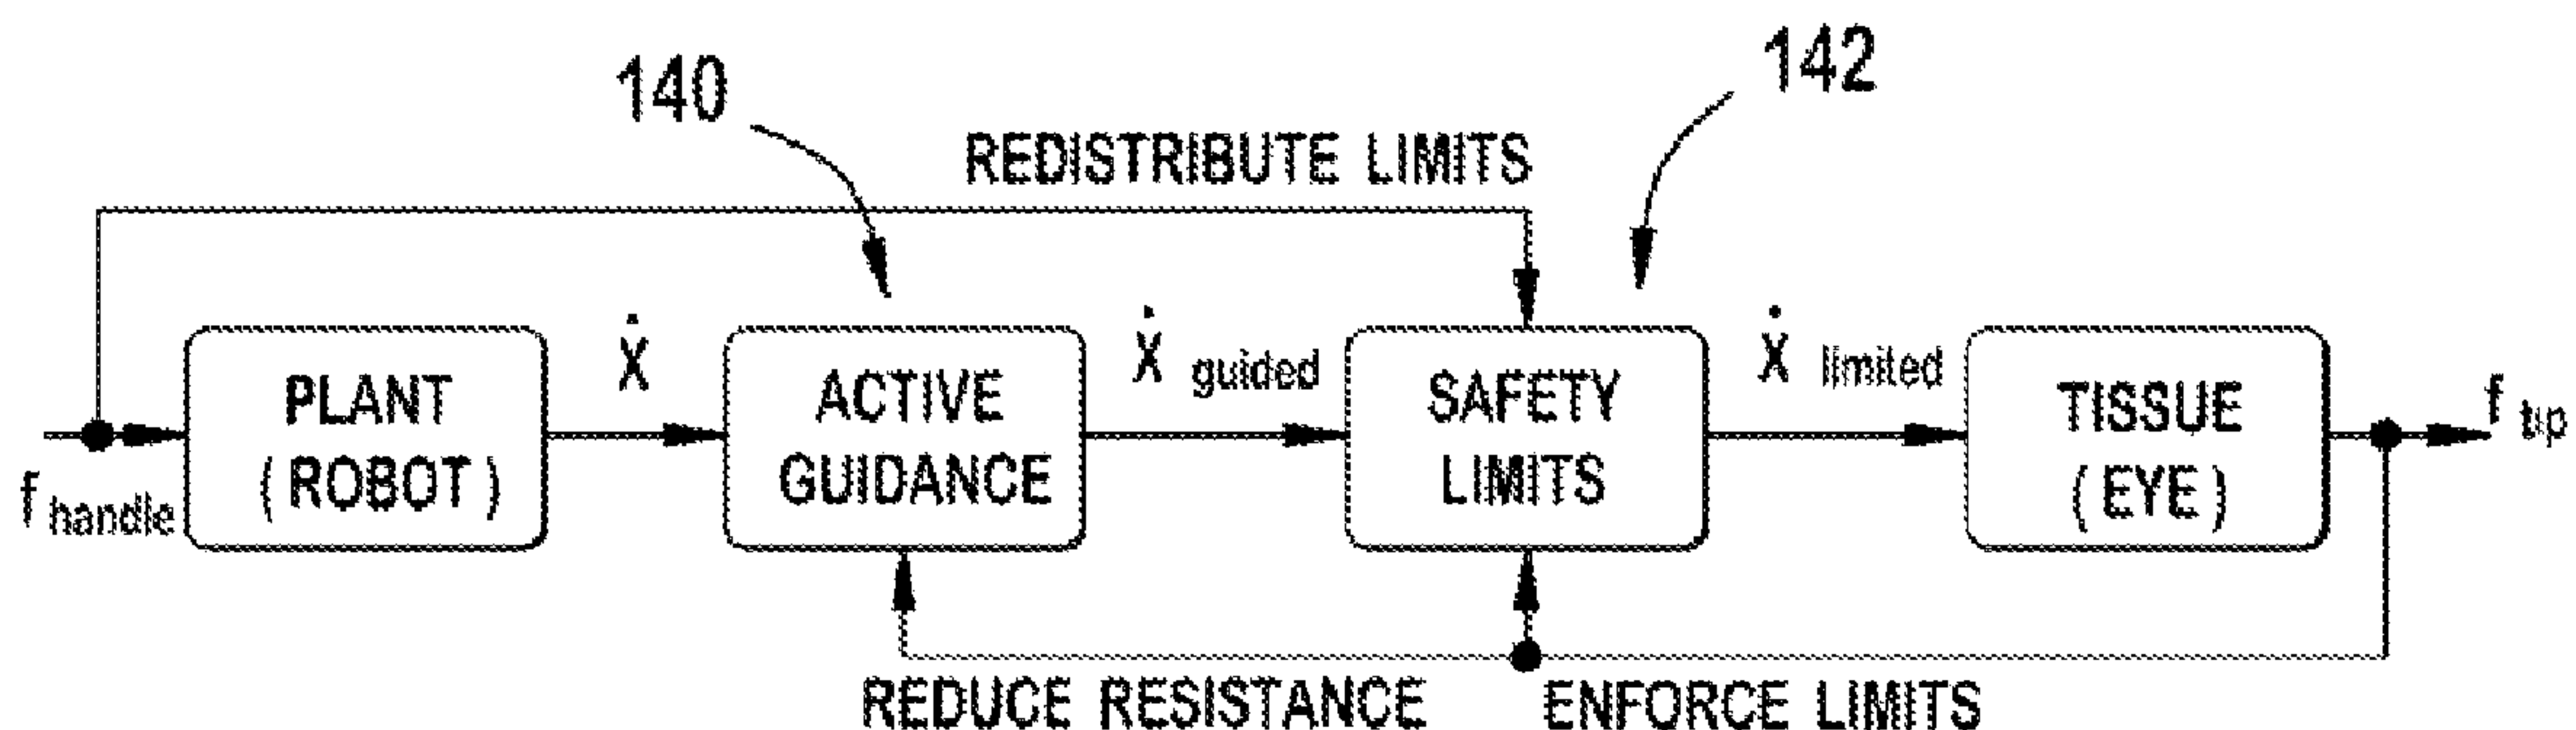 140
142
REDISTRIBUTE LIMITS
f handle
PLANT
( ROBOT )
Ẋ
ACTIVE
GUIDANCE
Ẋ guided
SAFETY
LIMITS
Ẋ limited
TISSUE
( EYE )
f tip
REDUCE RESISTANCE
ENFORCE LIMITS